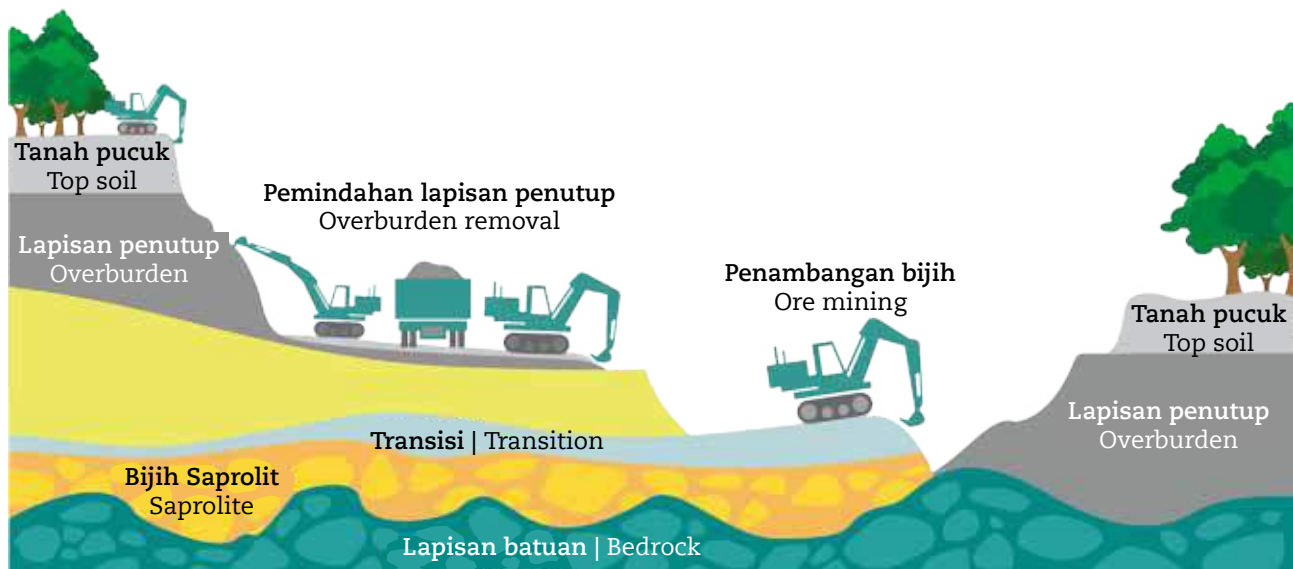 Tanah pucuk
Top soil
Pemindahan lapisan penutup
Overburden removal
Lapisan penutup
Overburden
Penambangan bijih
Ore mining
Tanah pucuk
Top soil
Lapisan penutup
Overburden
Transisi | Transition
Bijih Saprolit
Saprolite
Lapisan batuan | Bedrock